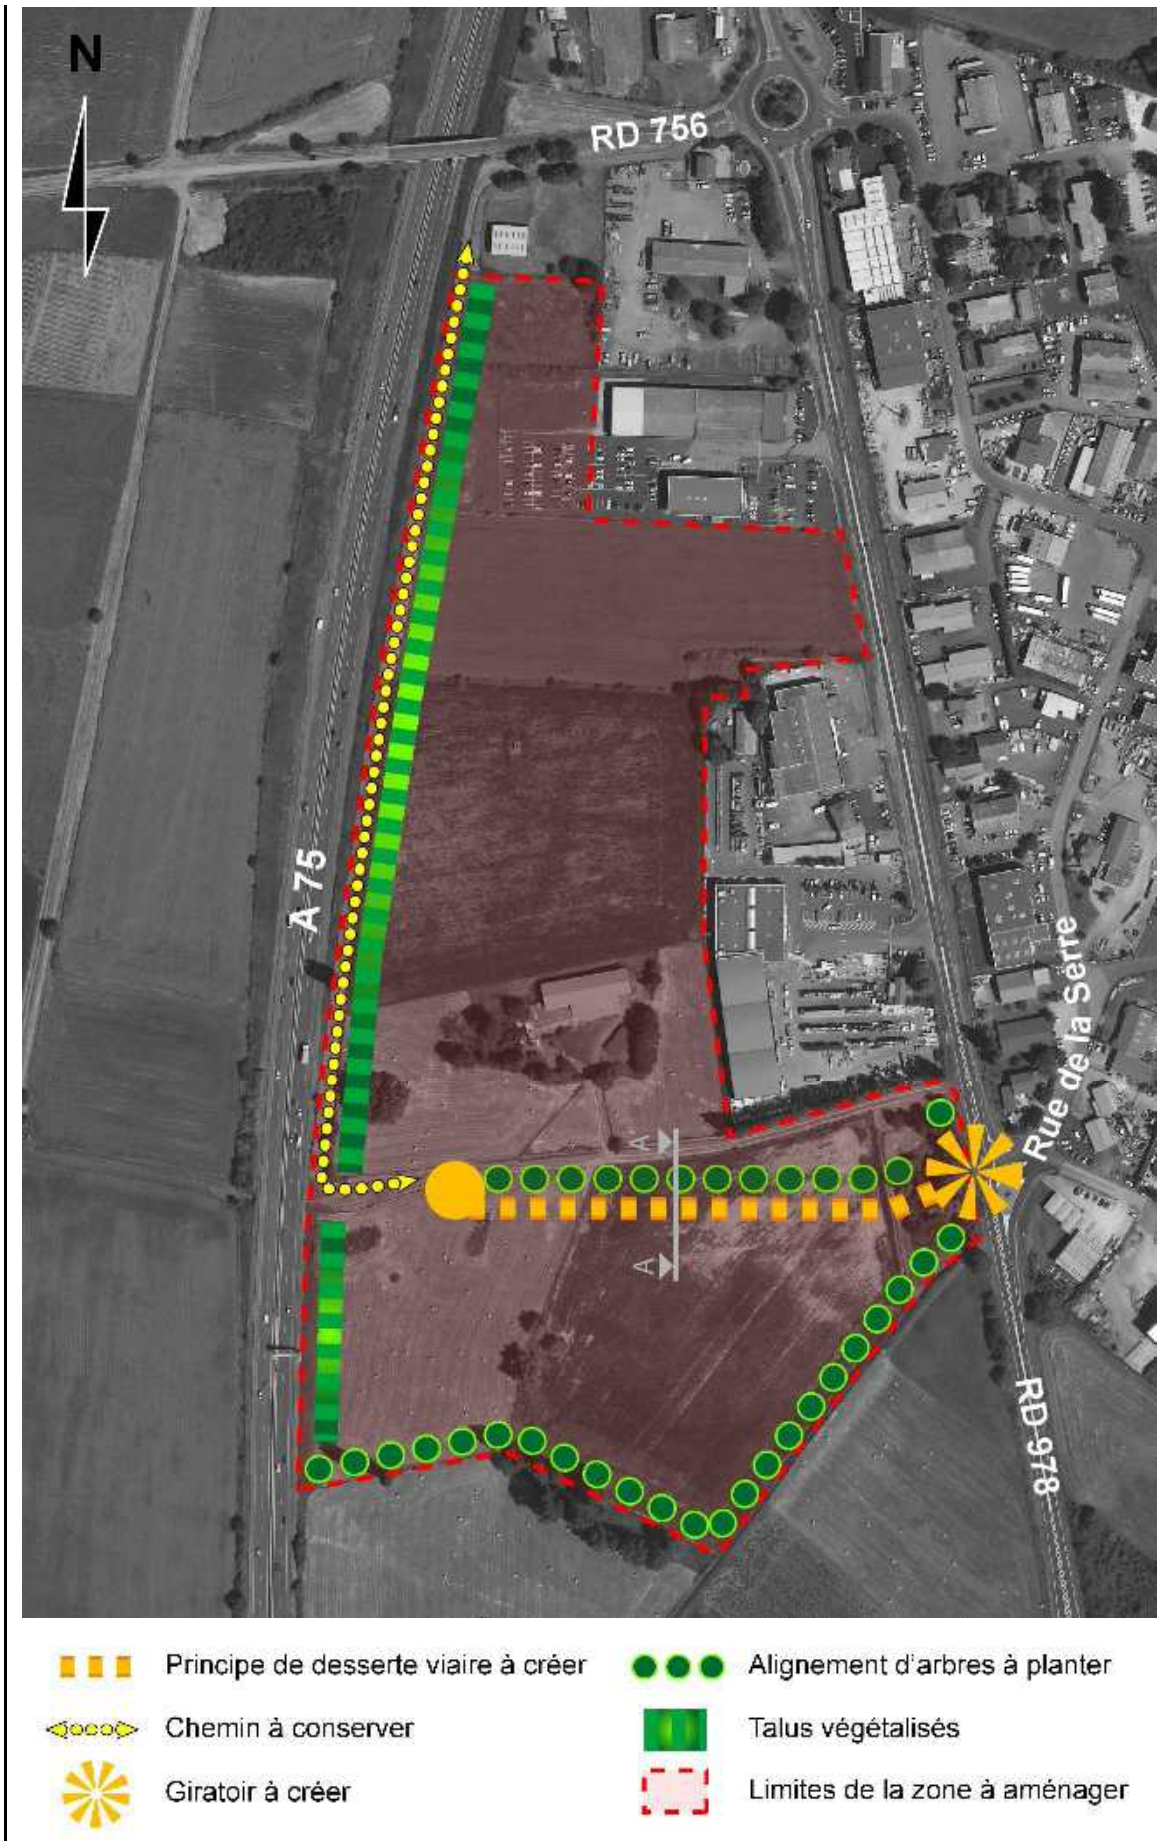 N
RD 756
A 75
Rue de la Serre
A
A
RD 978
Principe de desserte viaire à créer
Alignement d'arbres à planter
Chemin à conserver
Talus végétalisés
Giratoir à créer
Limites de la zone à aménager